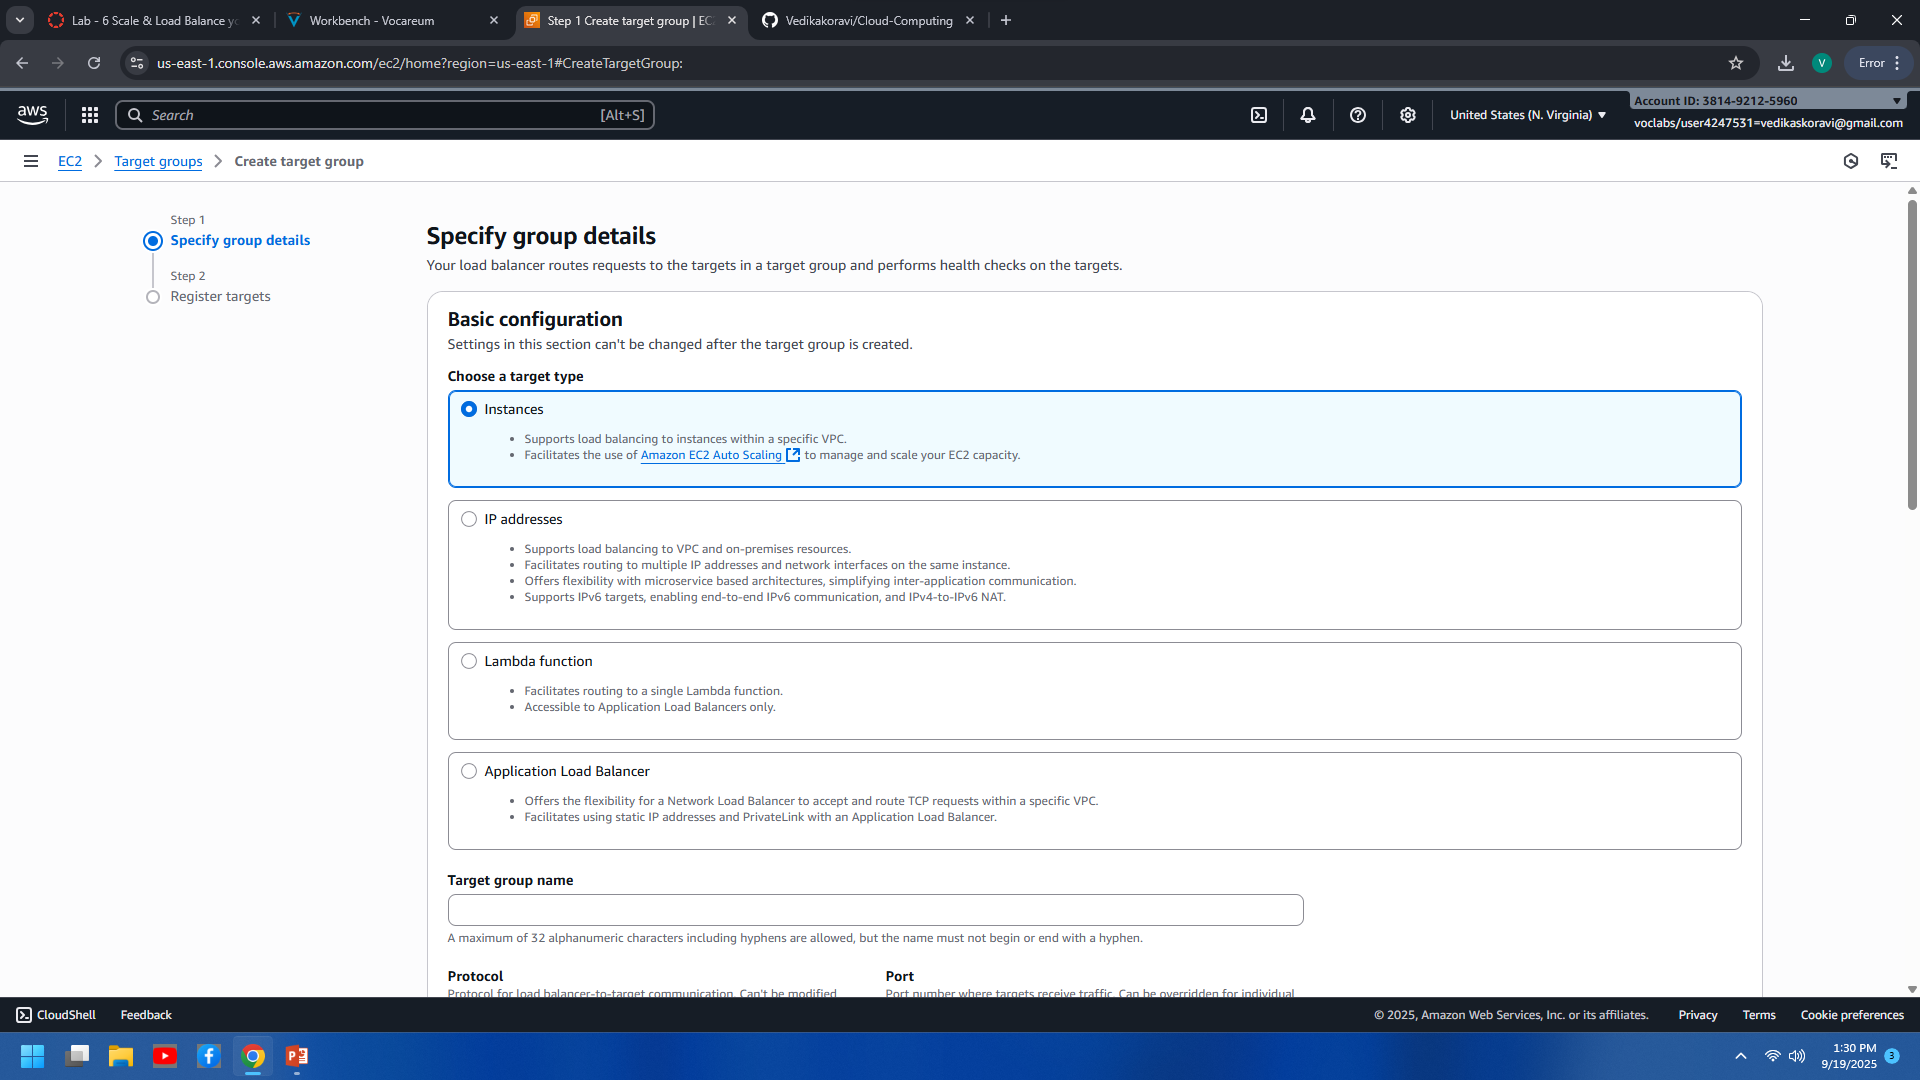 Lab - 6 Scale & Load Balance yo
Workbench - Vocareum
Step 1 Create target group | EC2
Vedikakoravi/Cloud-Computing
us-east-1.console.aws.amazon.com/ec2/home?region=us-east-1#CreateTargetGroup:
V
Error
aws
Search
[Alt+S]
United States (N. Virginia)
Account ID: 3814-9212-5960
voclabs/user4247531=vedikaskoravi@gmail.com
EC2
Target groups
Create target group
Step 1
Specify group details
Step 2
Register targets
Specify group details
Your load balancer routes requests to the targets in a target group and performs health checks on the targets.
Basic configuration
Settings in this section can't be changed after the target group is created.
Choose a target type
Instances
• Supports load balancing to instances within a specific VPC.
• Facilitates the use of Amazon EC2 Auto Scaling to manage and scale your EC2 capacity.
IP addresses
• Supports load balancing to VPC and on-premises resources.
• Facilitates routing to multiple IP addresses and network interfaces on the same instance.
• Offers flexibility with microservice based architectures, simplifying inter-application communication.
• Supports IPv6 targets, enabling end-to-end IPv6 communication, and IPv4-to-IPv6 NAT.
Lambda function
• Facilitates routing to a single Lambda function.
• Accessible to Application Load Balancers only.
Application Load Balancer
• Offers the flexibility for a Network Load Balancer to accept and route TCP requests within a specific VPC.
• Facilitates using static IP addresses and PrivateLink with an Application Load Balancer.
Target group name
A maximum of 32 alphanumeric characters including hyphens are allowed, but the name must not begin or end with a hyphen.
Protocol
Protocol for load balancer-to-target communication. Can't be modified
Port
Port number where targets receive traffic. Can be overridden for individual
CloudShell
Feedback
© 2025, Amazon Web Services, Inc. or its affiliates.
Privacy
Terms
Cookie preferences
1:30 PM
9/19/2025
3